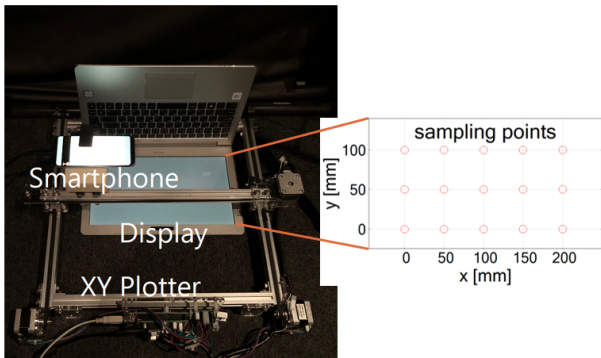 Smartphone
Display
XY Plotter
sampling points
y [mm]
100
50
0
0 50 100 150 200
x [mm]